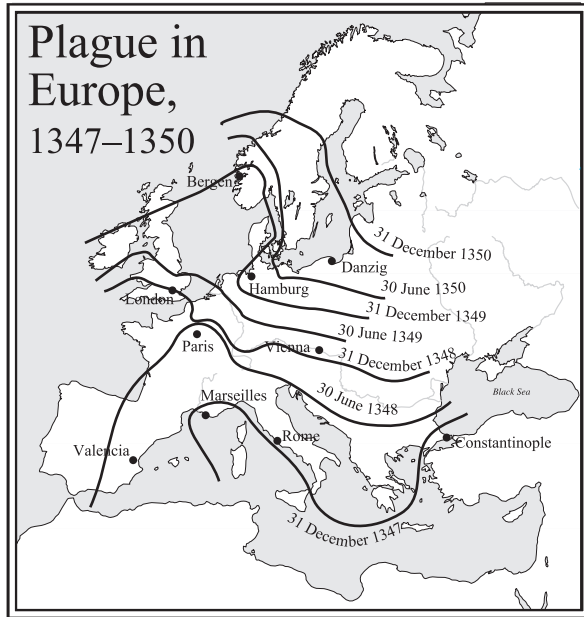 Plague in
Europe,
1347–1350
Bergen
31 December 1350
Danzig
Hamburg
30 June 1350
London
31 December 1349
30 June 1349
Paris
Vienna
31 December 1348
Black Sea
Marseilles
30 June 1348
Rome
Constantinople
Valencia
31 December 1347